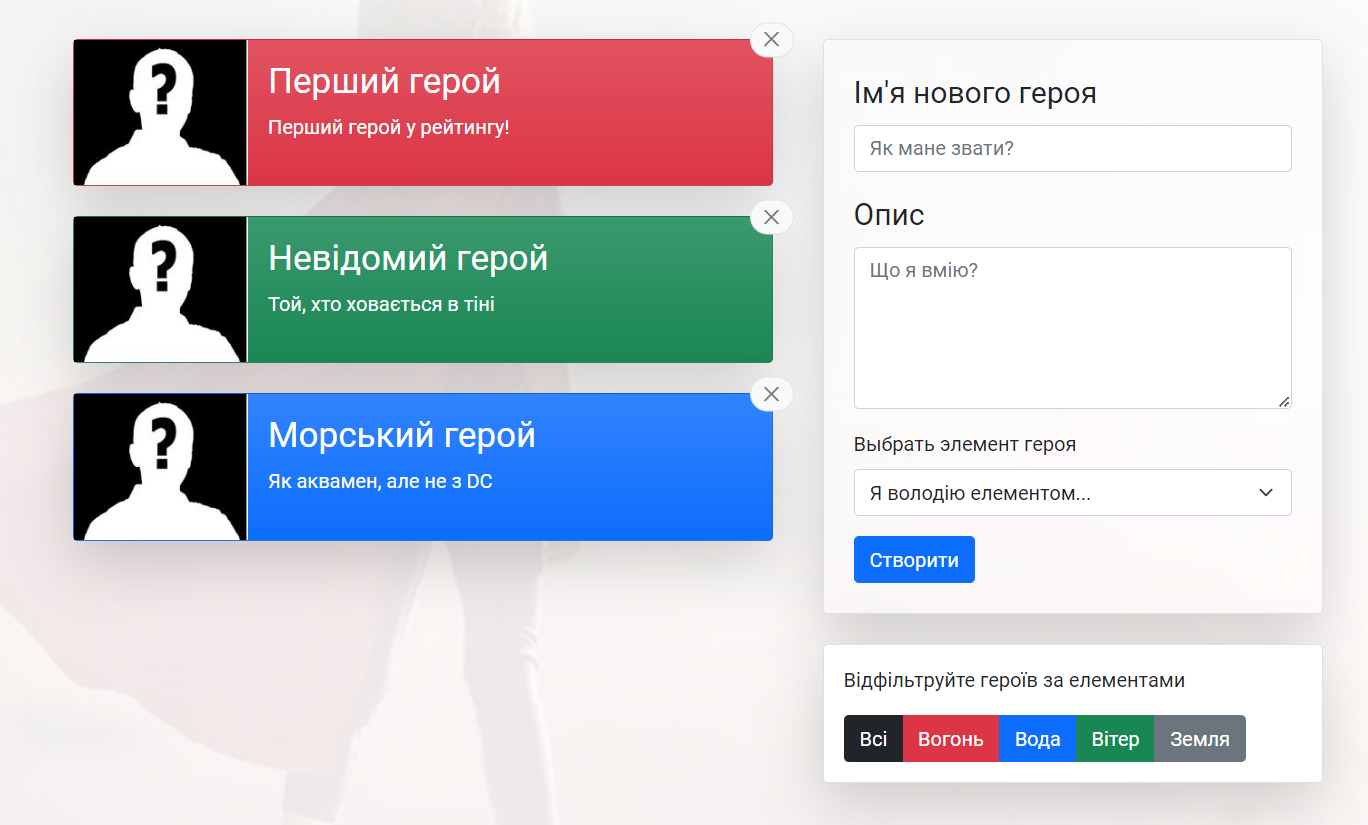 Перший герой
Перший герой у рейтингу!
Невідомий герой
Той, хто ховається в тіні
Морський герой
Як аквамен, але не з DC
Ім'я нового героя
Як мане звати?
Опис
Що я вмію?
Выбрать элемент героя
Я володію елементом...
Створити
Відфільтруйте героїв за елементами
Всі Вогонь Вода Вітер Земля